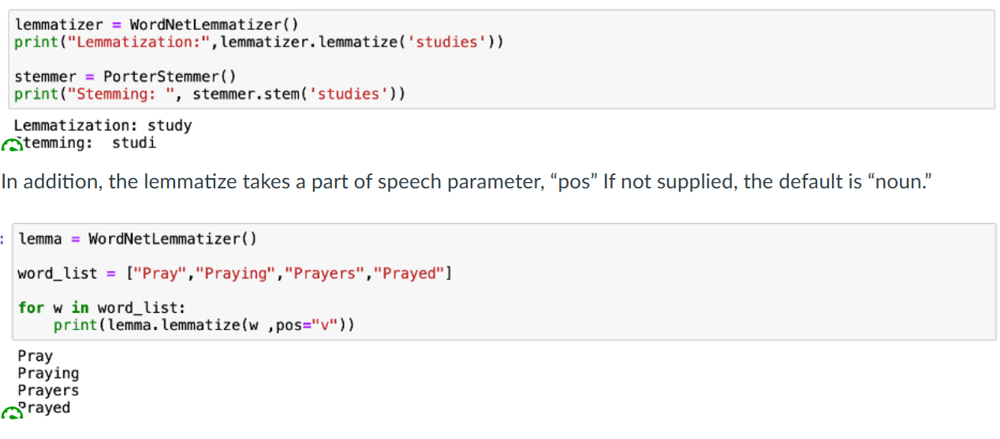 lemmatizer = WordNetLemmatizer()
print("Lemmatization:",lemmatizer.lemmatize('studies'))
stemmer = PorterStemmer()
print("Stemming: ", stemmer.stem('studies'))
Lemmatization: study
Stemming:  studi
In addition, the lemmatize takes a part of speech parameter, “pos” If not supplied, the default is “noun.”
: lemma = WordNetLemmatizer()
word_list = ["Pray","Praying","Prayers","Prayed"]
for w in word_list:
    print(lemma.lemmatize(w ,pos="v"))
Pray
Praying
Prayers
Prayed